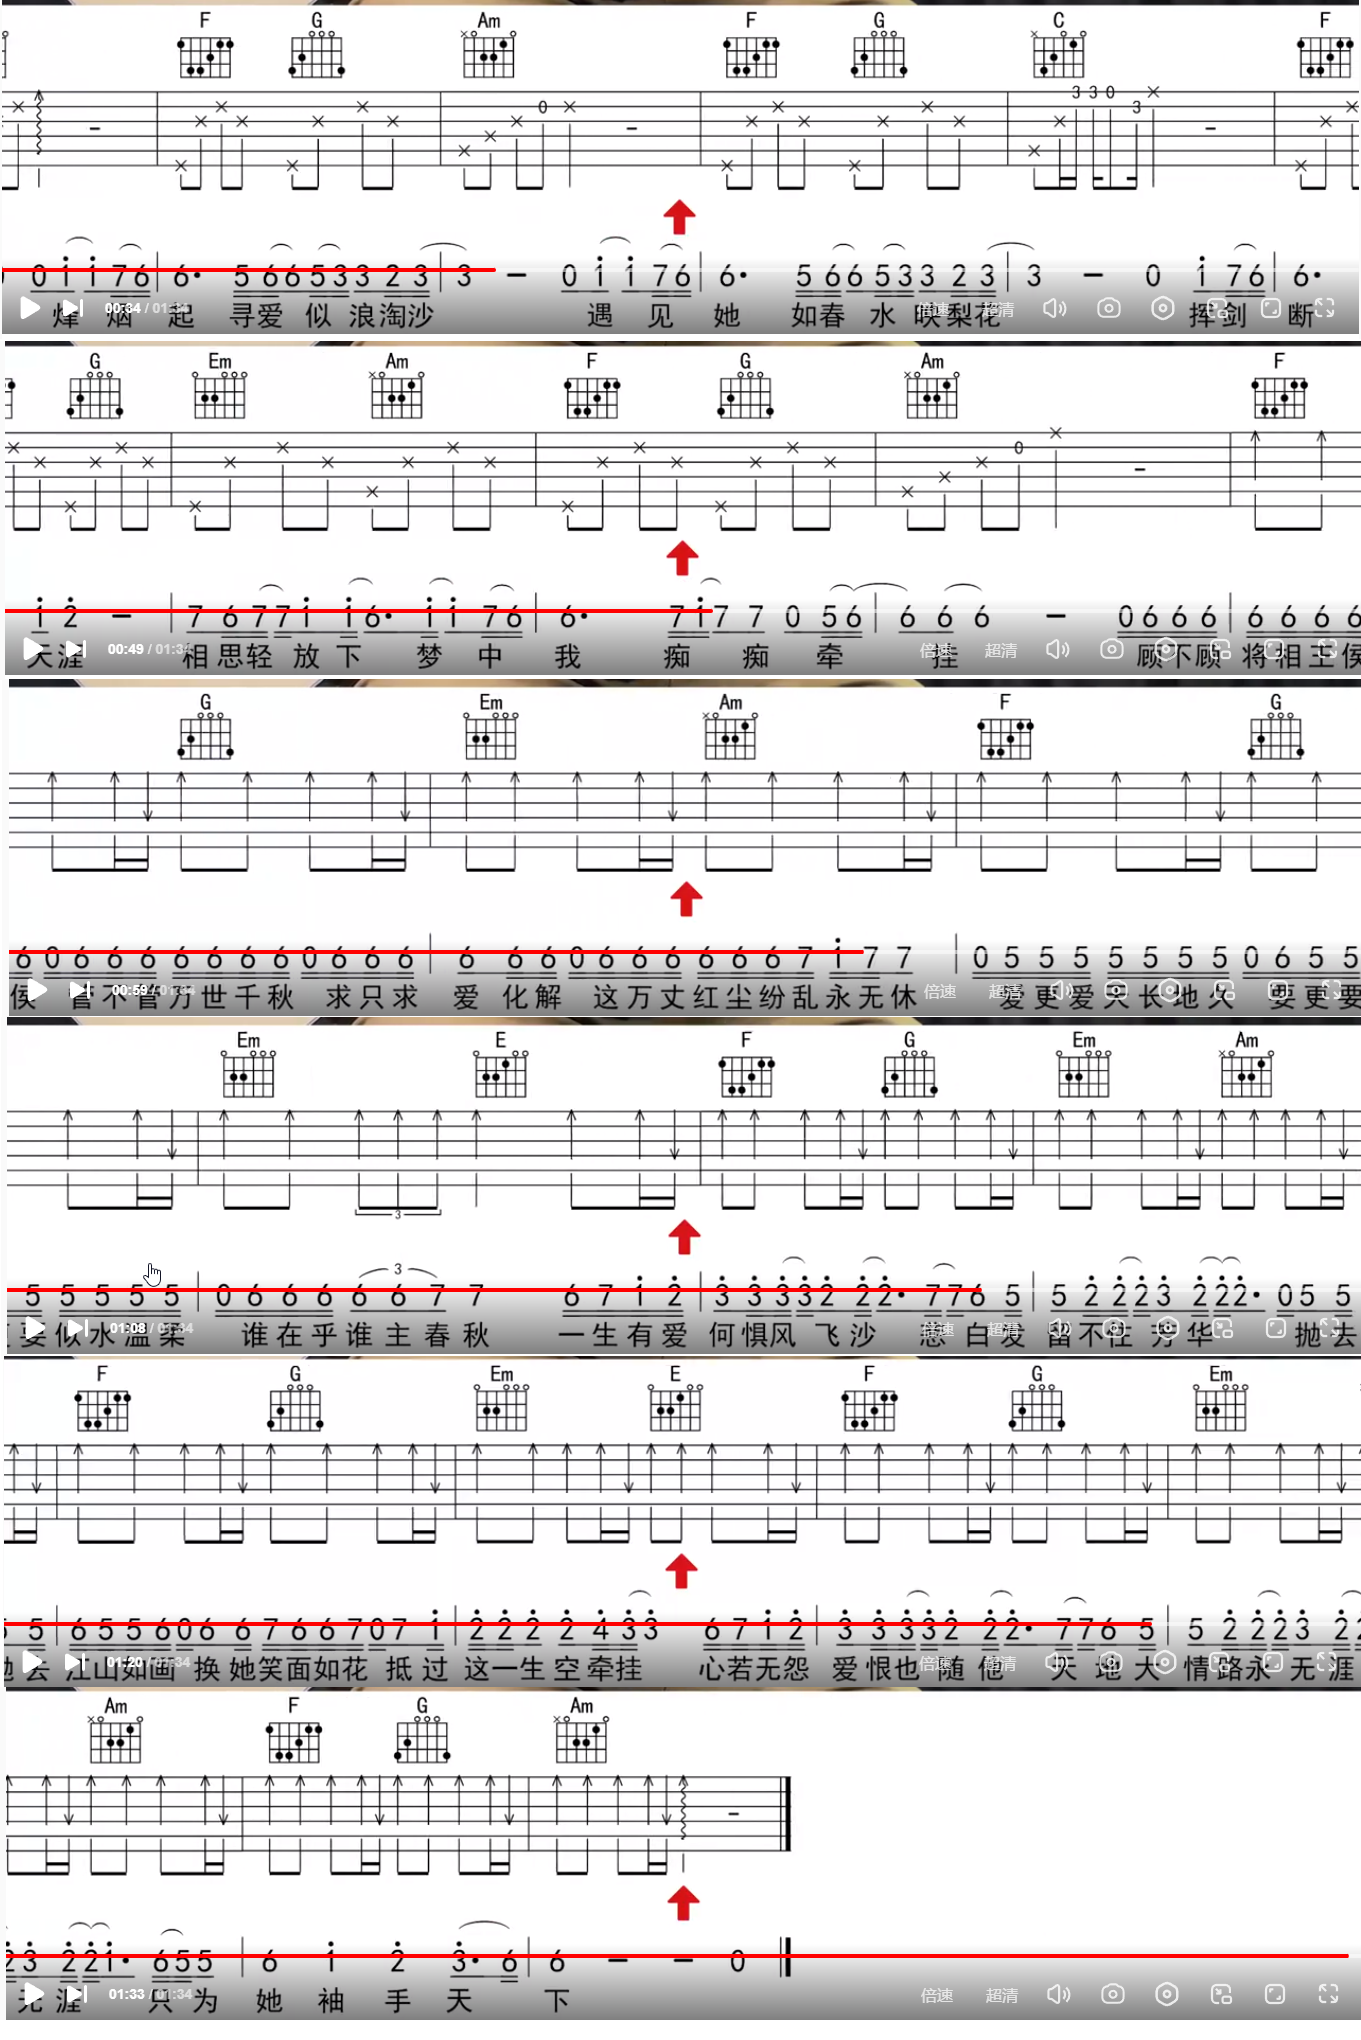 F G Am F G C F
0 3 3 0 3
0 i i 7 6 | 6· 5 6 6 5 3 3 2 3 | 3 - 0 i i 7 6 | 6· 5 6 6 5 3 3 2 3 | 3 - 0 i 7 6 | 6·
烽 烟 起 寻爱 似 浪淘沙 遇 见 她 如春 水 映梨花 挥剑 断
00:34 / 01:34 倍速 超清
G Em Am F G Am F
0
i 2 - | 7 6 7 7 i i 6· i i 7 6 | 6· 7 i 7 7 0 5 6 | 6 6 6 - 0 6 6 6 | 6 6 6 6
天涯 相思轻 放下 梦 中 我 痴 痴 牵 挂 顾不顾 将相王侯
00:49 / 01:34 倍速 超清
G Em Am F G
6 0 6 6 6 6 6 6 6 0 6 6 6 | 6 6 6 0 6 6 6 6 6 6 7 i 7 7 | 0 5 5 5 5 5 5 5 0 6 5 5
侯 管不管万世千秋 求只求 爱 化解 这万丈红尘纷乱永无休 爱更爱天长地久 要更要
00:59 / 01:34 倍速 超清
Em E F G Em Am
3
3
5 5 5 5 5 | 0 6 6 6 6 6 7 7 6 7 i 2 | 3 3 3 3 2 2 2· 7 7 6 5 | 5 2 2 2 3 2 2 2· 0 5 5
要似水温柔 谁在乎谁主春秋 一生有爱 何惧风 飞沙 悲 白发 留不住 芳华 抛去
01:08 / 01:34 倍速 超清
F G Em E F G Em
5 | 6 5 5 6 0 6 6 7 6 6 7 0 7 i | 2 2 2 2 4 3 3 6 7 i 2 | 3 3 3 3 2 2 2· 7 7 6 5 | 5 2 2 2 3 2 2
抛去 江山如画 换她笑面如花 抵过 这一生空牵挂 心若无怨 爱恨也随他 天地大 情路永 无涯
01:20 / 01:34 倍速 超清
Am F G Am
2 3 2 2 i· 6 5 5 | 6 i 2 3· 6 | 6 - - 0
无涯 只为 她 袖 手 天 下
01:33 / 01:34 倍速 超清